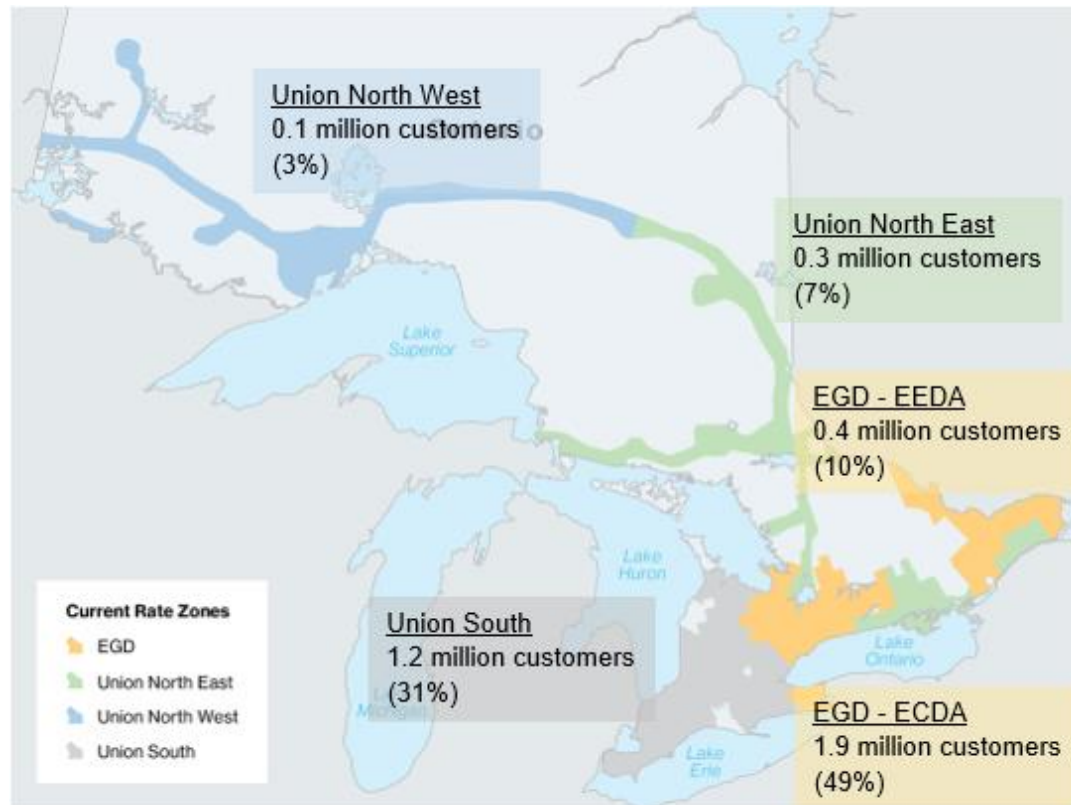 Union North West
0.1 million customers
(3%)
Union North East
0.3 million customers
(7%)
Lake
Superior
EGD - EEDA
0.4 million customers
(10%)
Lake
Huron
Current Rate Zones
EGD
Union North East
Union North West
Union South
Union South
1.2 million customers
(31%)
Michigan
Lake
Ontario
Lake
Erie
EGD - ECDA
1.9 million customers
(49%)